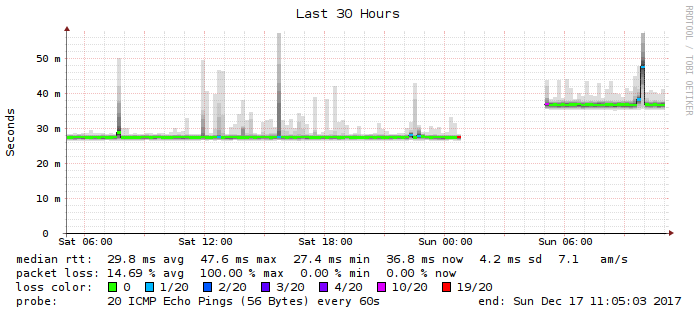 Last 30 Hours
RRDTOOL / TOBI OETIKER
Seconds
50 m
40 m
30 m
20 m
10 m
0
Sat 06:00 Sat 12:00 Sat 18:00 Sun 00:00 Sun 06:00
median rtt: 29.8 ms avg 47.6 ms max 27.4 ms min 36.8 ms now 4.2 ms sd 7.1 am/s
packet loss: 14.69 % avg 100.00 % max 0.00 % min 0.00 % now
loss color: 0 1/20 2/20 3/20 4/20 10/20 19/20
probe: 20 ICMP Echo Pings (56 Bytes) every 60s end: Sun Dec 17 11:05:03 2017